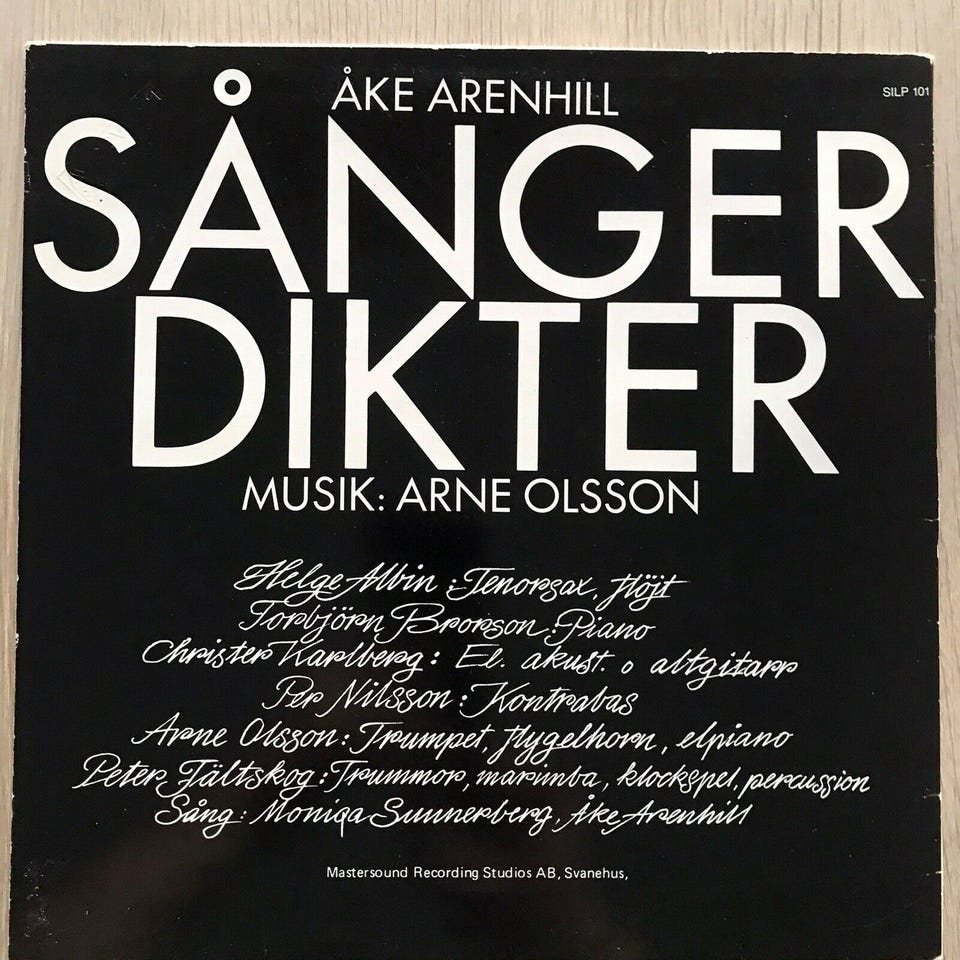 ÅKE ARENHILL
SILP 101
SÅNGER
DIKTER
MUSIK: ARNE OLSSON
Helge Albin : Tenorsax, flöjt
Torbjörn Brorson : Piano
Christer Karlberg : El. akust. o altgitarr
Per Nilsson : Kontrabas
Arne Olsson : Trumpet, flygelhorn, elpiano
Peter Fältskog : Trummor, marimba, klockspel, percussion
Sång : Moniqa Sunnerberg, Åke Arenhill
Mastersound Recording Studios AB, Svanehus,